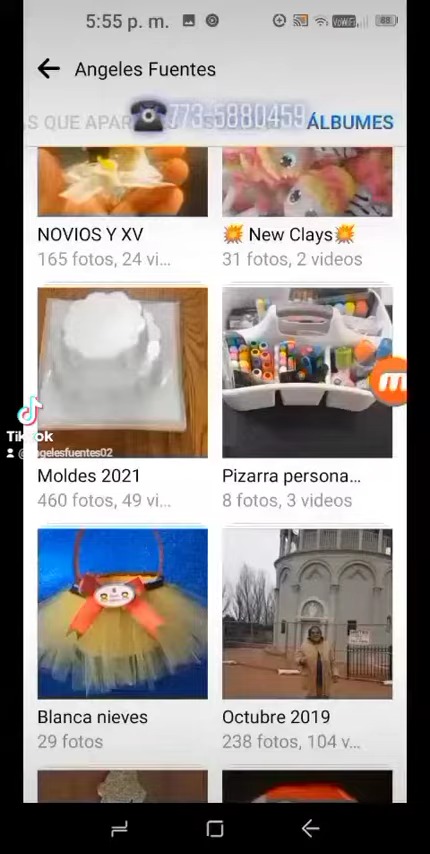 5:55 p. m.
VoWiFi
88
Angeles Fuentes
S QUE APAR
773-5880459
ÁLBUMES
NOVIOS Y XV
165 fotos, 24 vi...
💥 New Clays💥
31 fotos, 2 videos
TikTok
@angelesfuentes02
Moldes 2021
460 fotos, 49 vi...
Pizarra persona...
8 fotos, 3 videos
Blanca nieves
29 fotos
Octubre 2019
238 fotos, 104 v...